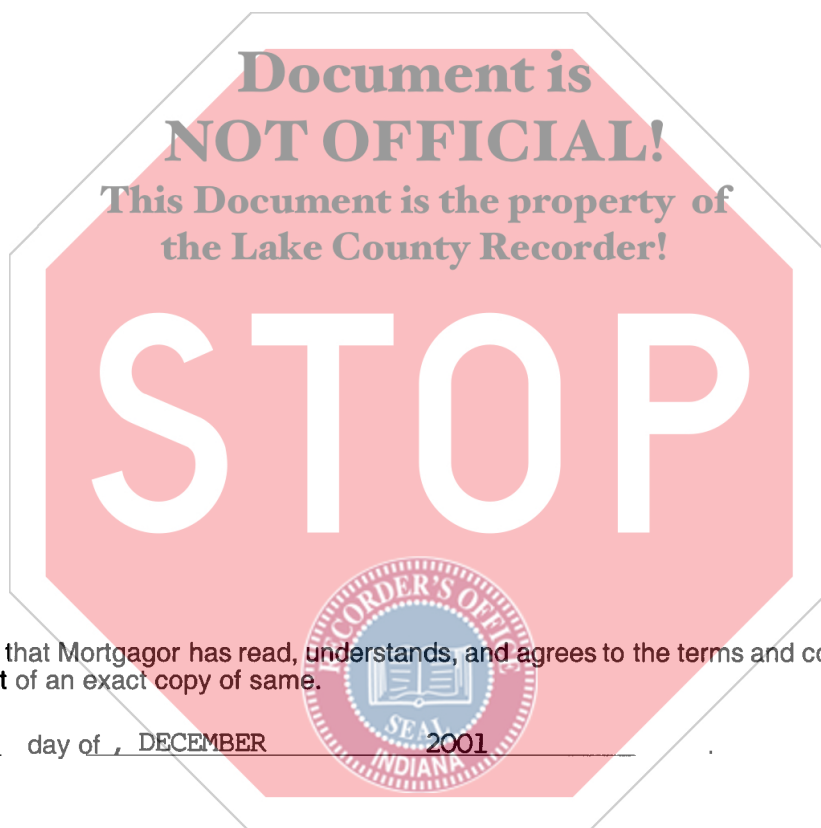 Document is
NOT OFFICIAL!
This Document is the property of
the Lake County Recorder!
STOP
RECORDER'S OFFICE
that Mortgagor has read, understands, and agrees to the terms and
of an exact copy of same.
SEAL
day of , DECEMBER 2001 .
INDIANA